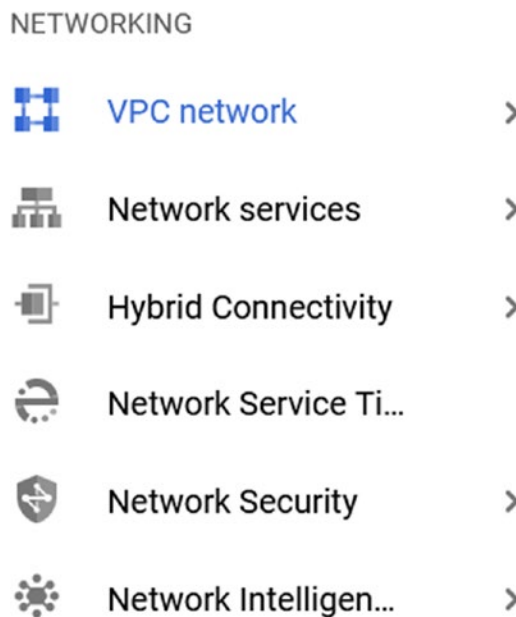 NETWORKING
VPC network
Network services
Hybrid Connectivity
Network Service Ti...
Network Security
Network Intelligen...